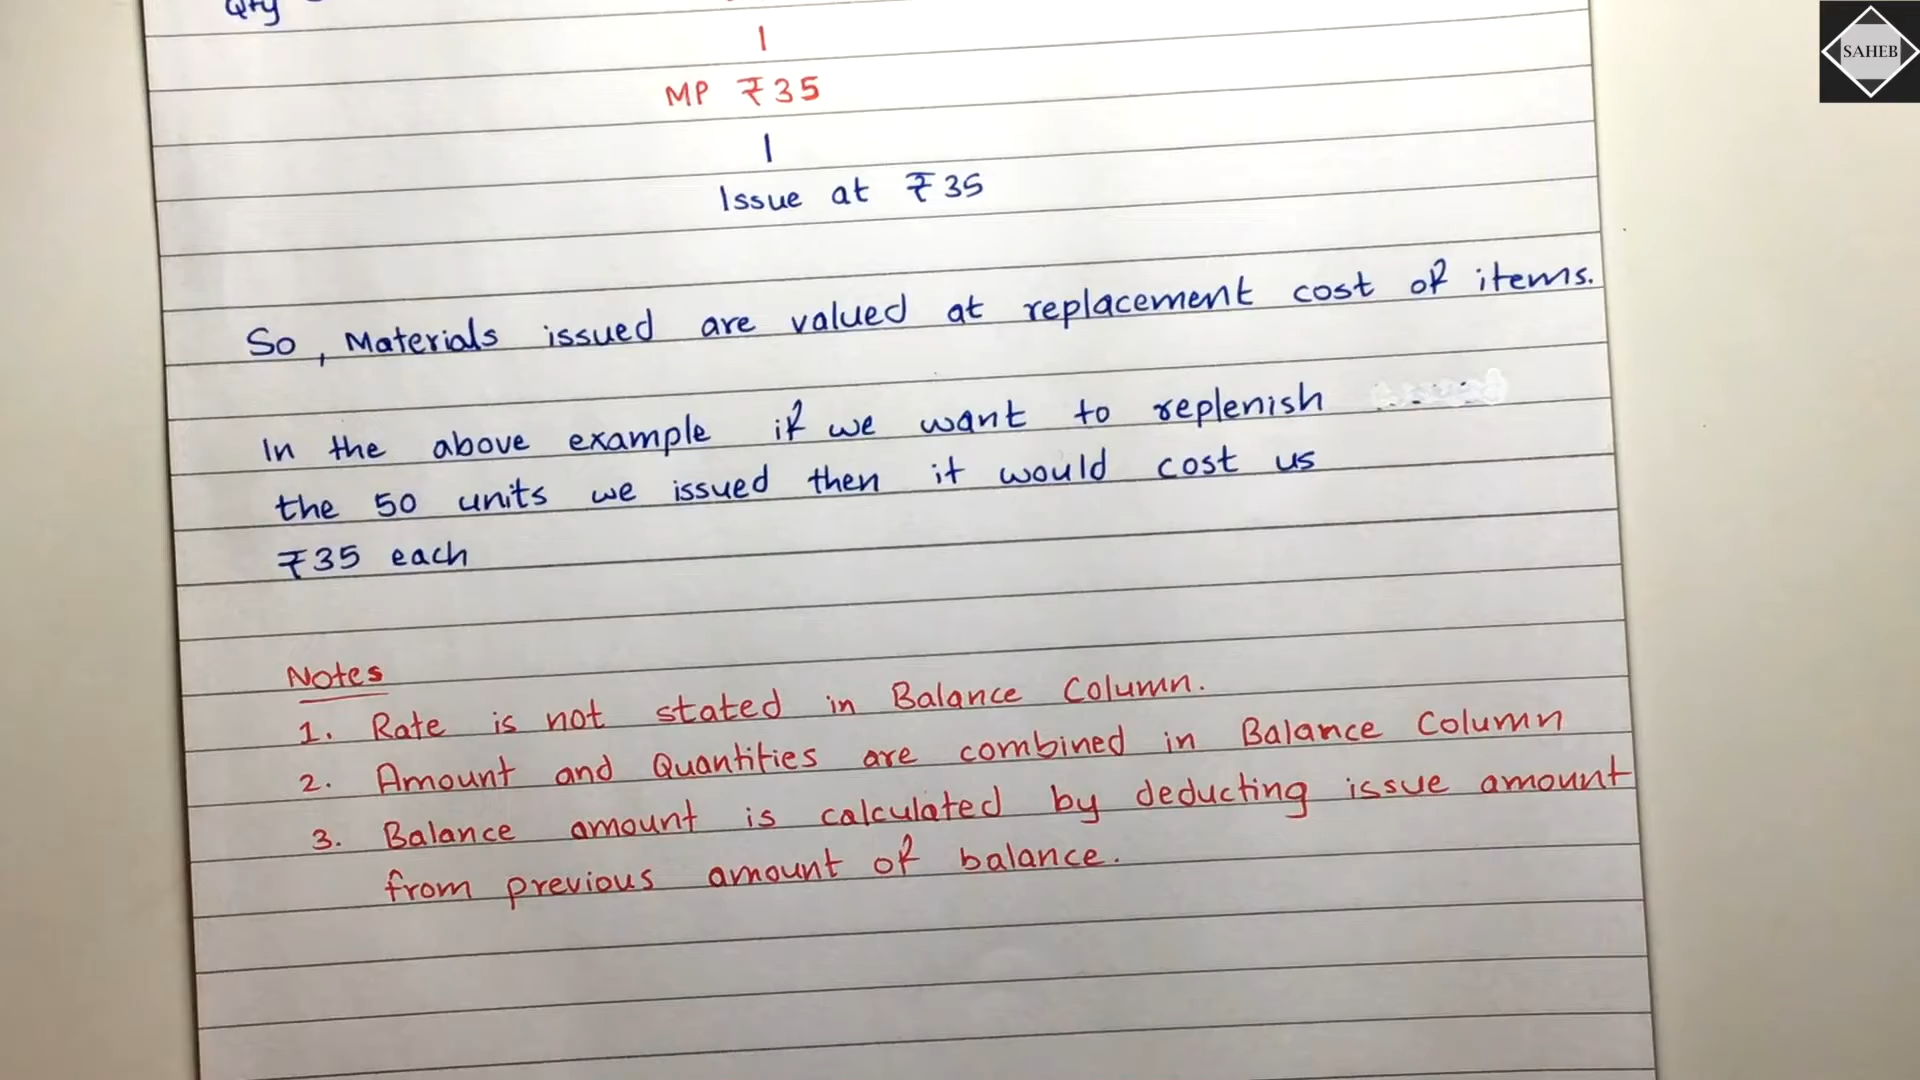 Qty
MP ₹35
Issue at ₹35
So, Materials issued are valued at replacement cost of items.
In the above example if we want to replenish
the 50 units we issued then it would cost us
₹35 each
Notes
1. Rate is not stated in Balance Column.
2. Amount and Quantities are combined in Balance Column
3. Balance amount is calculated by deducting issue amount
from previous amount of balance.
SAHEB